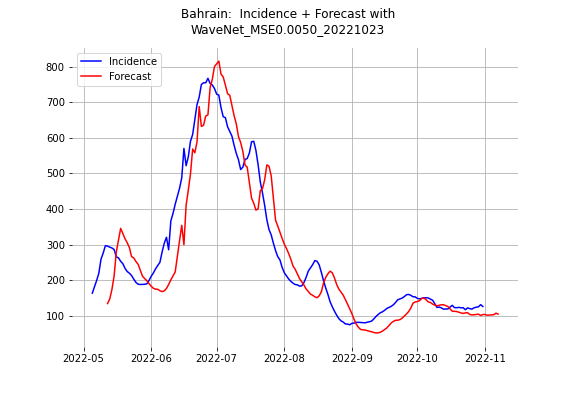 Bahrain:  Incidence + Forecast with
WaveNet_MSE0.0050_20221023
Incidence
Forecast
800
700
600
500
400
300
200
100
2022-05 2022-06 2022-07 2022-08 2022-09 2022-10 2022-11